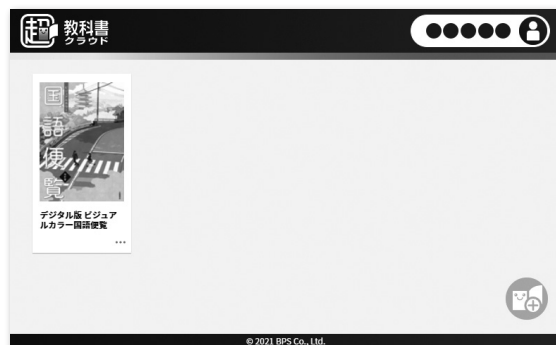 超 教科書
クラウド
国
語
便
覧
デジタル版 ビジュア
ルカラー国語便覧
…
© 2021 BPS Co., Ltd.